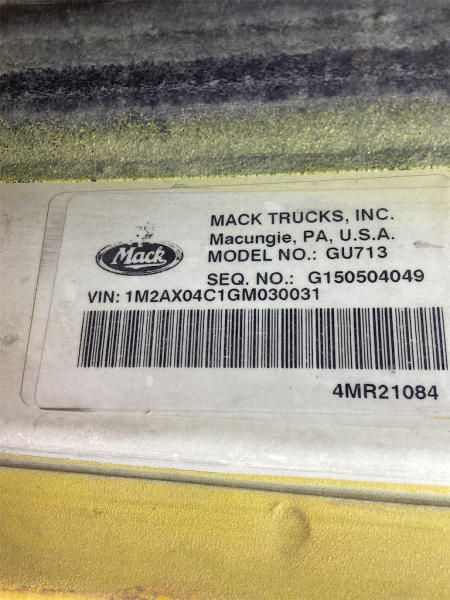 MACK TRUCKS, INC.
Macungie, PA, U.S.A.
Mack
MODEL NO.: GU713
SEQ. NO.: G150504049
VIN: 1M2AX04C1GM030031
4MR21084